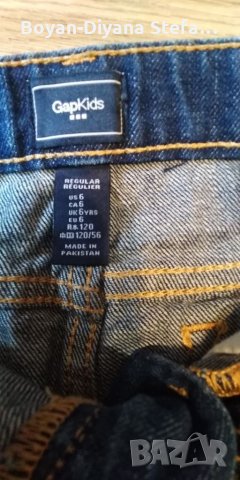 Boyan-Diyana Stefa...
GapKids
REGULAR
RÉGULIER
US 6
CA 6
UK 6YRS
EU 6
120
120/56
MADE IN
PAKISTAN
BAZAR
bg